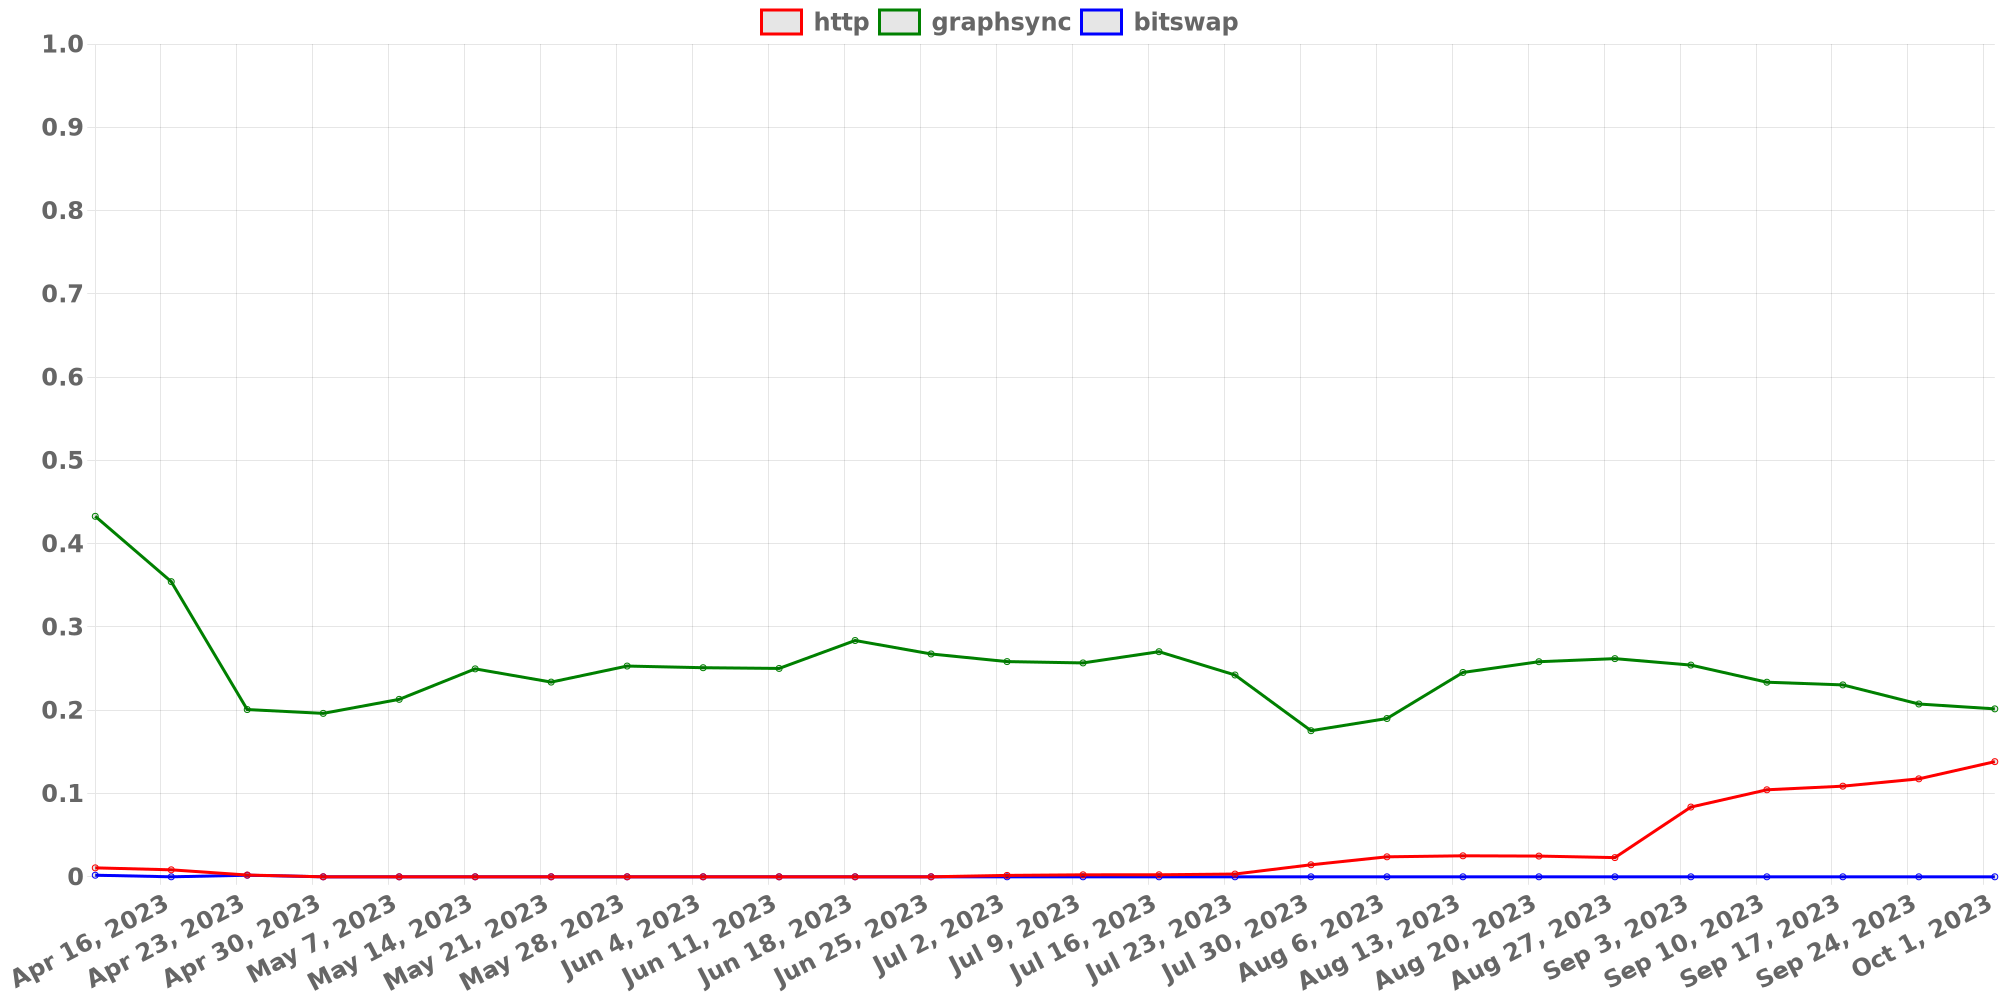 http graphsync bitswap
1.0
0.9
0.8
0.7
0.6
0.5
0.4
0.3
0.2
0.1
0
Apr 16, 2023
Apr 23, 2023
Apr 30, 2023
May 7, 2023
May 14, 2023
May 21, 2023
May 28, 2023
Jun 4, 2023
Jun 11, 2023
Jun 18, 2023
Jun 25, 2023
Jul 2, 2023
Jul 9, 2023
Jul 16, 2023
Jul 23, 2023
Jul 30, 2023
Aug 6, 2023
Aug 13, 2023
Aug 20, 2023
Aug 27, 2023
Sep 3, 2023
Sep 10, 2023
Sep 17, 2023
Sep 24, 2023
Oct 1, 2023